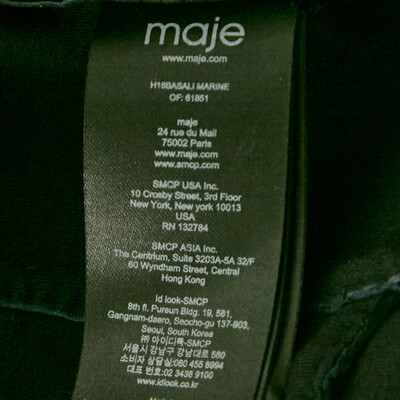 maje
www.maje.com
H16BASALI MARINE
OF: 61851
maje
24 rue du Mail
75002 Paris
www.maje.com
www.smcp.com
SMCP USA Inc.
10 Crosby Street, 3rd Floor
New York, New york 10013
USA
RN 132784
SMCP ASIA Inc.
The Centrium, Suite 3203A-5A 32/F
60 Wyndham Street, Central
Hong Kong
Id look-SMCP
8th fl. Pureun Bldg. 19, 581,
Gangnam-daero, Seocho-gu 137-903,
Seoul, South Korea
㈜ 아이디룩-SMCP
서울시 강남구 강남대로 580
소비자 상담실:080 455 8994
대표 번호:02 3438 9100
www.idlook.co.kr